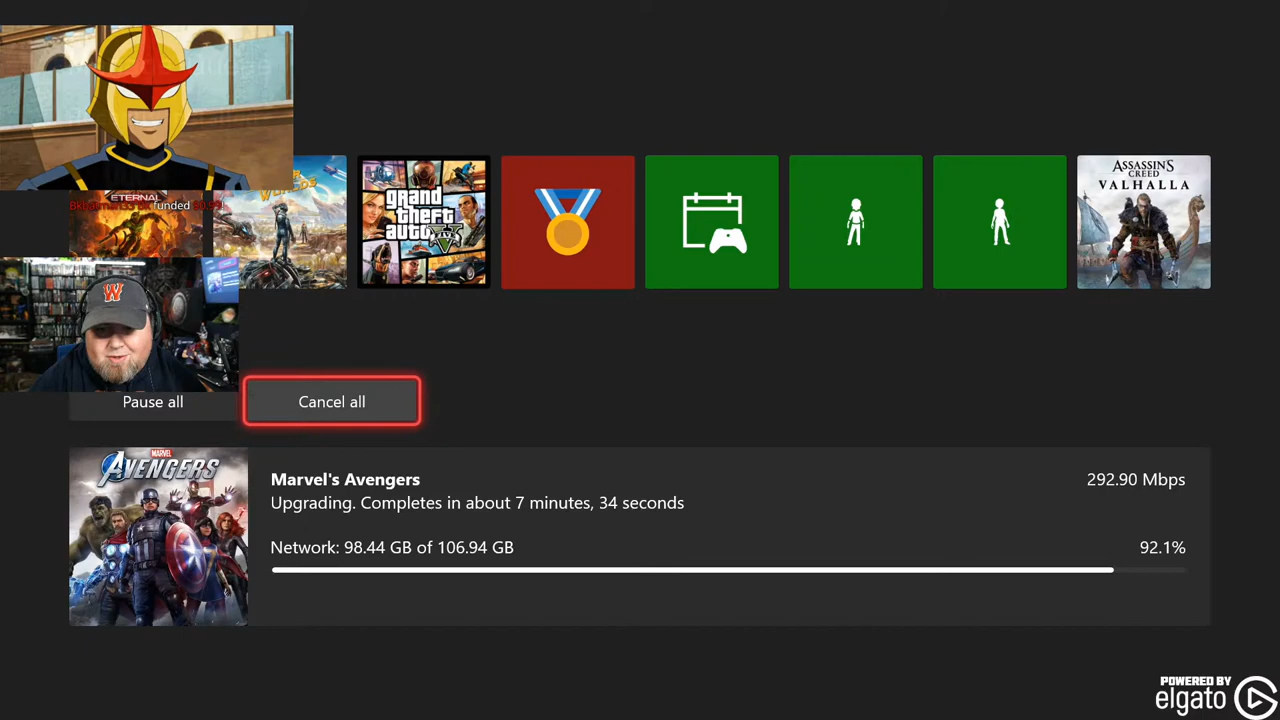 ETERNAL
funded
WORLDS
grand
theft
auto
V
ASSASSIN'S
CREED
VALHALLA
W
Pause all
Cancel all
MARVEL
AVENGERS
Marvel's Avengers
292.90 Mbps
Upgrading. Completes in about 7 minutes, 34 seconds
Network: 98.44 GB of 106.94 GB
92.1%
POWERED BY
elgato